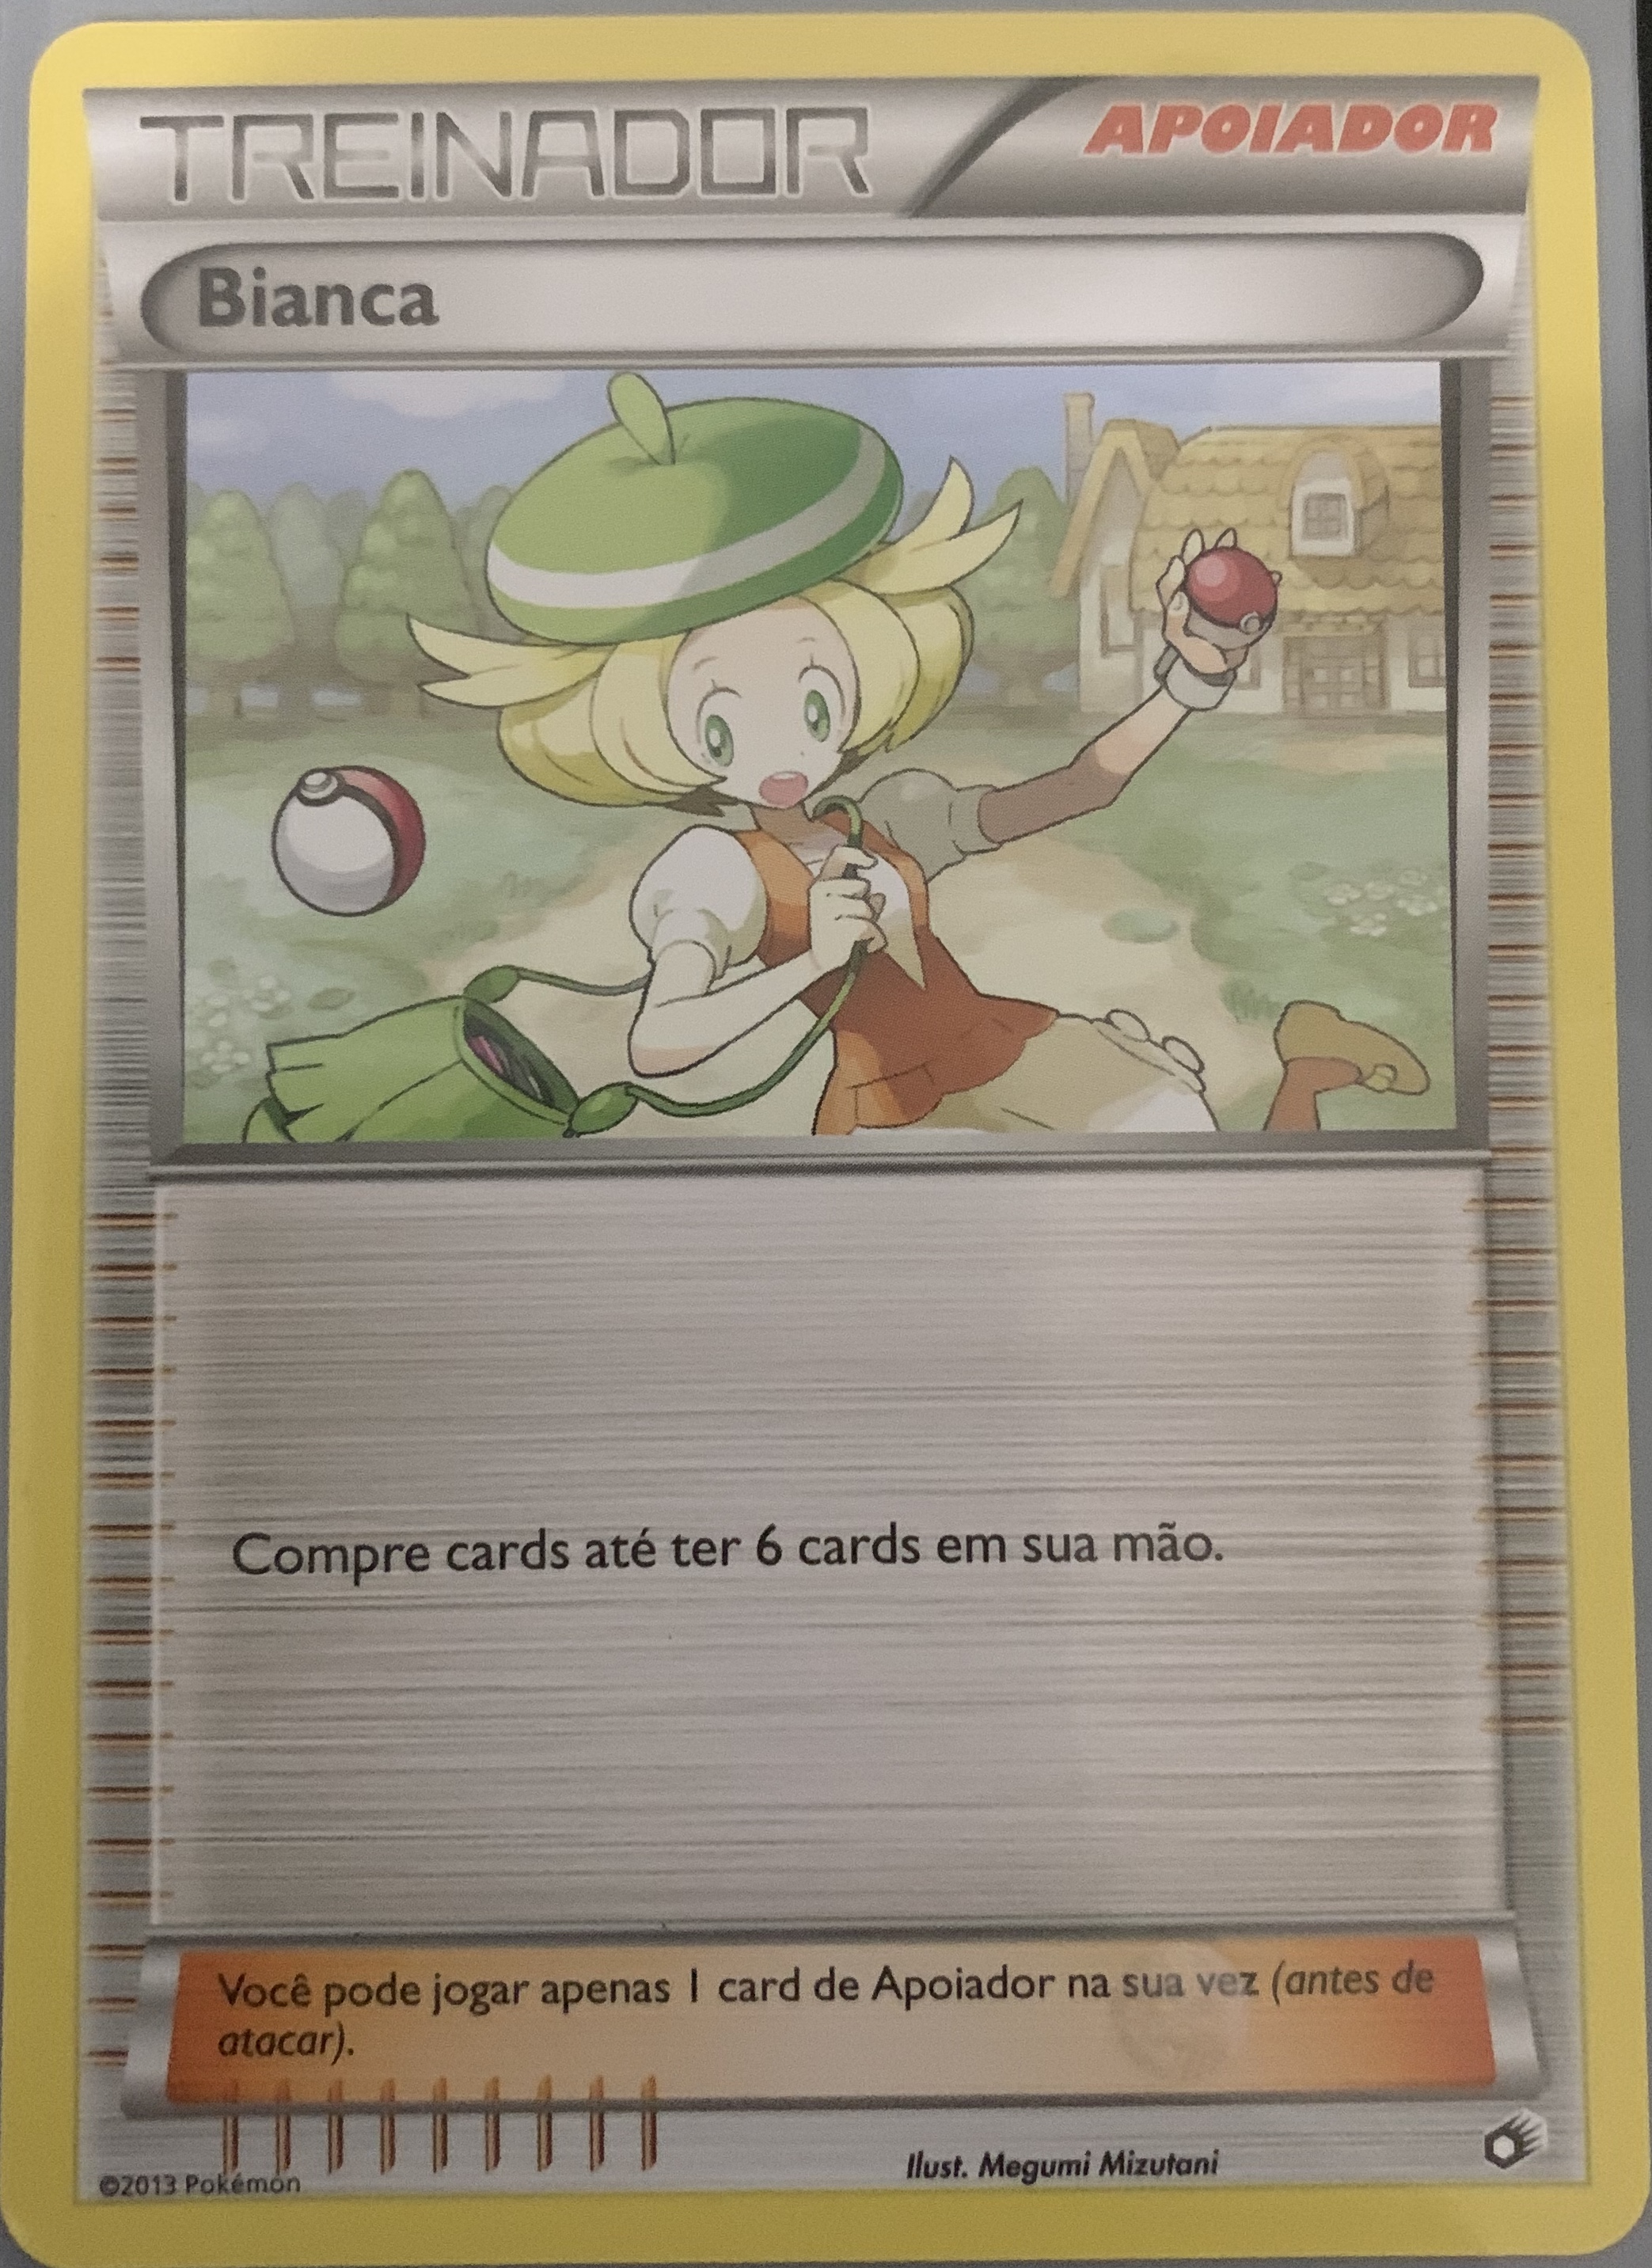 TREINADOR
APOIADOR
Bianca
Compre cards até ter 6 cards em sua mão.
Você pode jogar apenas 1 card de Apoiador na sua vez (antes de
atacar).
Ilust. Megumi Mizutani
©2013 Pokémon